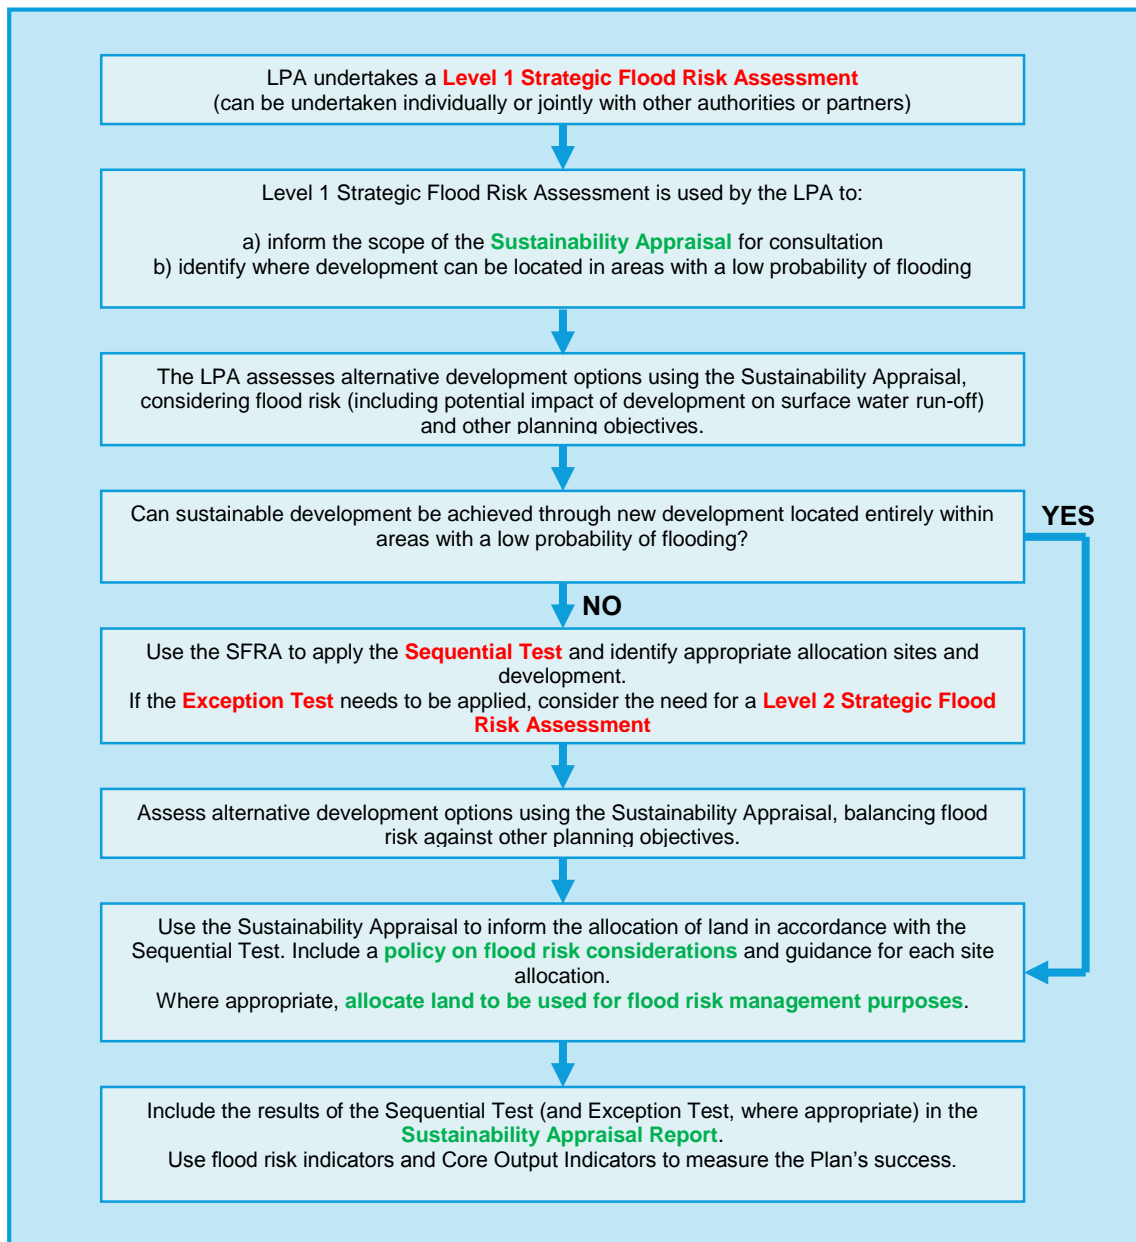 LPA undertakes a Level 1 Strategic Flood Risk Assessment
(can be undertaken individually or jointly with other authorities or partners)
Level 1 Strategic Flood Risk Assessment is used by the LPA to:
a) inform the scope of the Sustainability Appraisal for consultation
b) identify where development can be located in areas with a low probability of flooding
The LPA assesses alternative development options using the Sustainability Appraisal,
considering flood risk (including potential impact of development on surface water run-off)
and other planning objectives.
Can sustainable development be achieved through new development located entirely within
areas with a low probability of flooding?
YES
NO
Use the SFRA to apply the Sequential Test and identify appropriate allocation sites and
development.
If the Exception Test needs to be applied, consider the need for a Level 2 Strategic Flood
Risk Assessment
Assess alternative development options using the Sustainability Appraisal, balancing flood
risk against other planning objectives.
Use the Sustainability Appraisal to inform the allocation of land in accordance with the
Sequential Test. Include a policy on flood risk considerations and guidance for each site
allocation.
Where appropriate, allocate land to be used for flood risk management purposes.
Include the results of the Sequential Test (and Exception Test, where appropriate) in the
Sustainability Appraisal Report.
Use flood risk indicators and Core Output Indicators to measure the Plan's success.